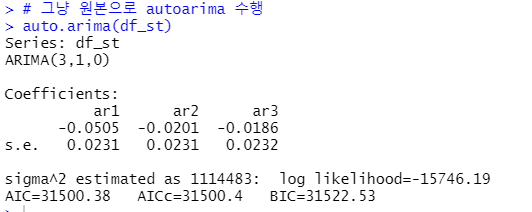 > # 그냥 원본으로 autoarima 수행
> auto.arima(df_st)
Series: df_st
ARIMA(3,1,0)
Coefficients:
ar1 ar2 ar3
-0.0505 -0.0201 -0.0186
s.e. 0.0231 0.0231 0.0232
sigma^2 estimated as 1114483: log likelihood=-15746.19
AIC=31500.38 AICc=31500.4 BIC=31522.53
>